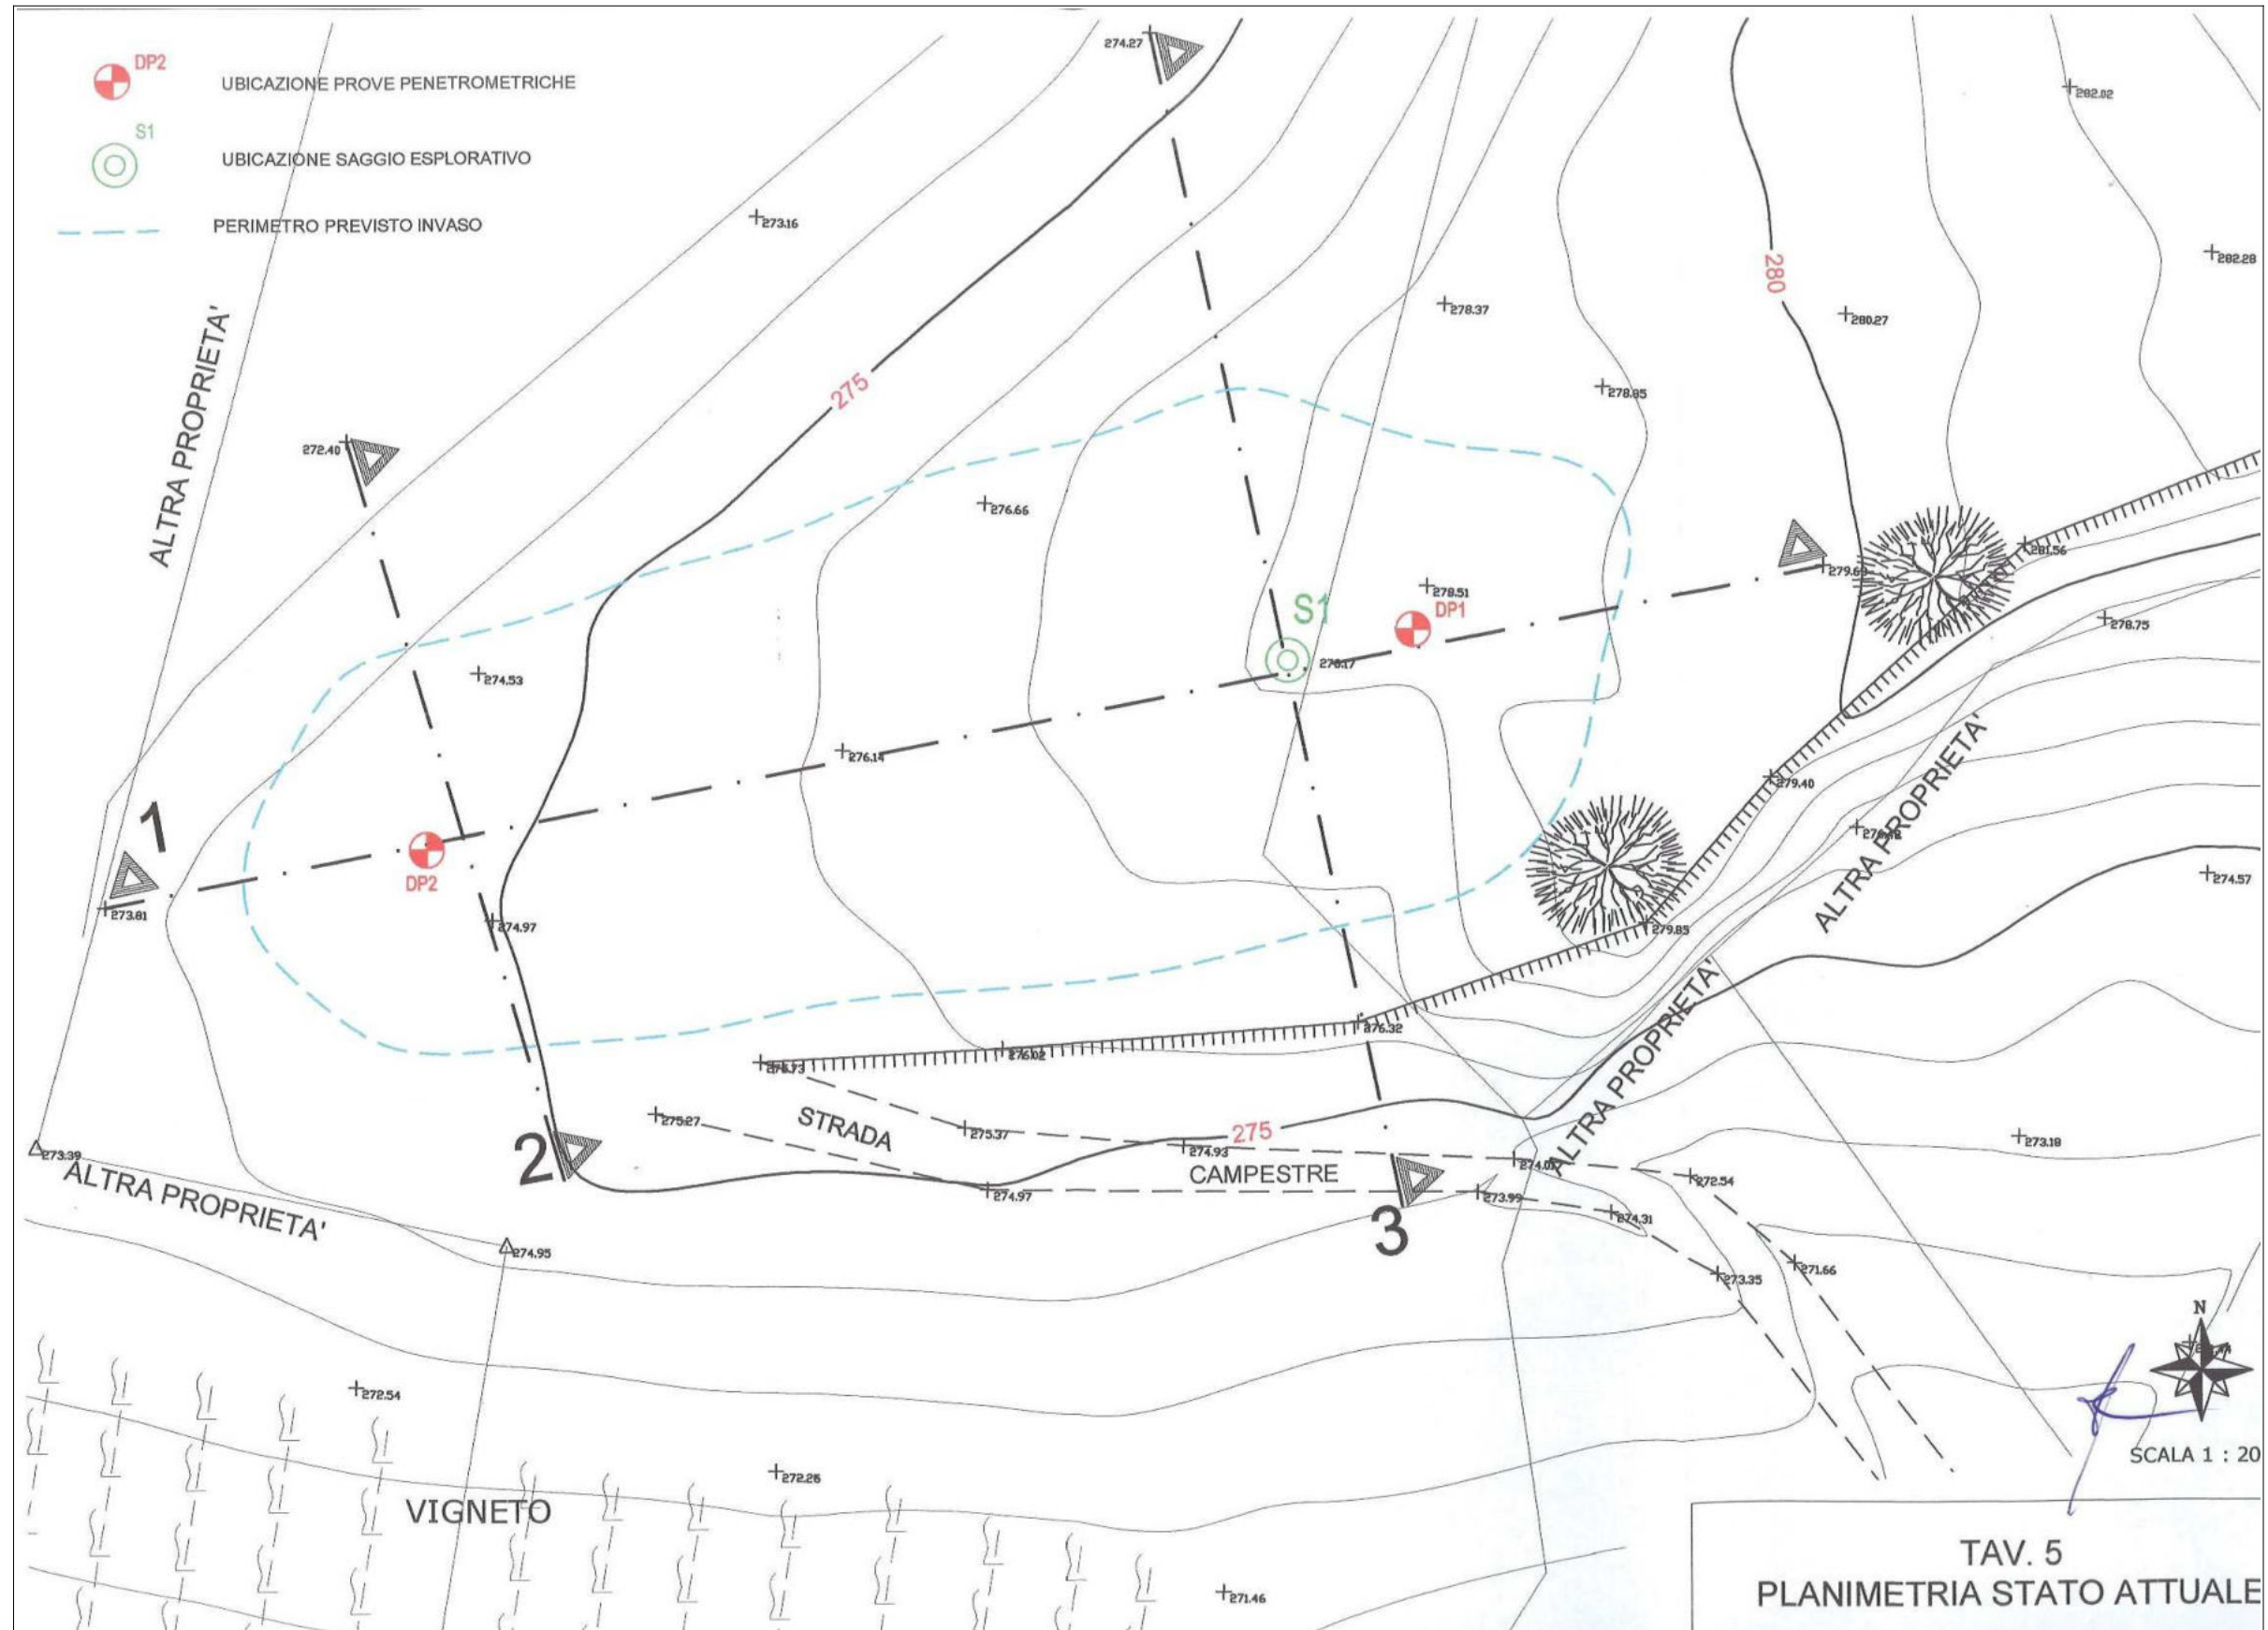 DP2
UBICAZIONE PROVE PENETROMETRICHE
S1
UBICAZIONE SAGGIO ESPLORATIVO
PERIMETRO PREVISTO INVASO
274.27
282.02
273.16
282.28
280
280.27
278.37
ALTRA PROPRIETA'
275
278.85
272.40
276.66
281.56
278.51
S1
DP1
278.75
274.53
276.14
279.40
1
ALTRA PROPRIETA'
DP2
274.57
273.81
274.97
279.85
276.32
276.02
ALTRA PROPRIETA'
275.27
STRADA
275.37
275
274.93
273.18
2
273.39
CAMPESTRE
272.54
ALTRA PROPRIETA'
274.97
273.99
274.31
3
274.95
271.66
273.35
N
272.54
SCALA 1 : 20
272.26
VIGNETO
TAV. 5
271.46
PLANIMETRIA STATO ATTUALE